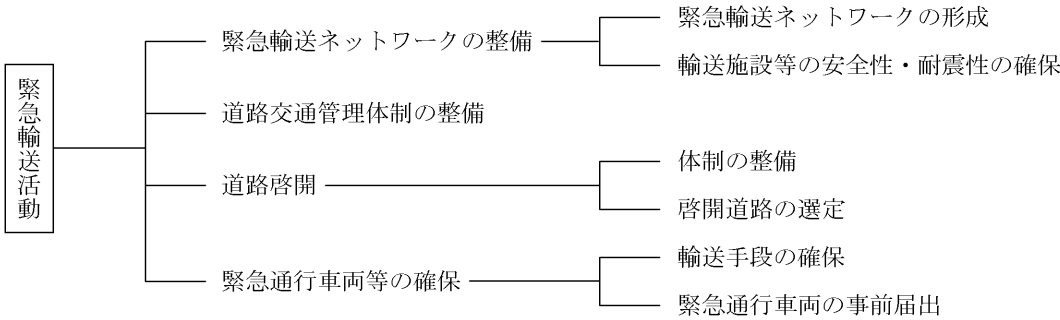 緊急輸送活動
緊急輸送ネットワークの整備
緊急輸送ネットワークの形成
輸送施設等の安全性・耐震性の確保
道路交通管理体制の整備
道路啓開
体制の整備
啓開道路の選定
緊急通行車両等の確保
輸送手段の確保
緊急通行車両の事前届出